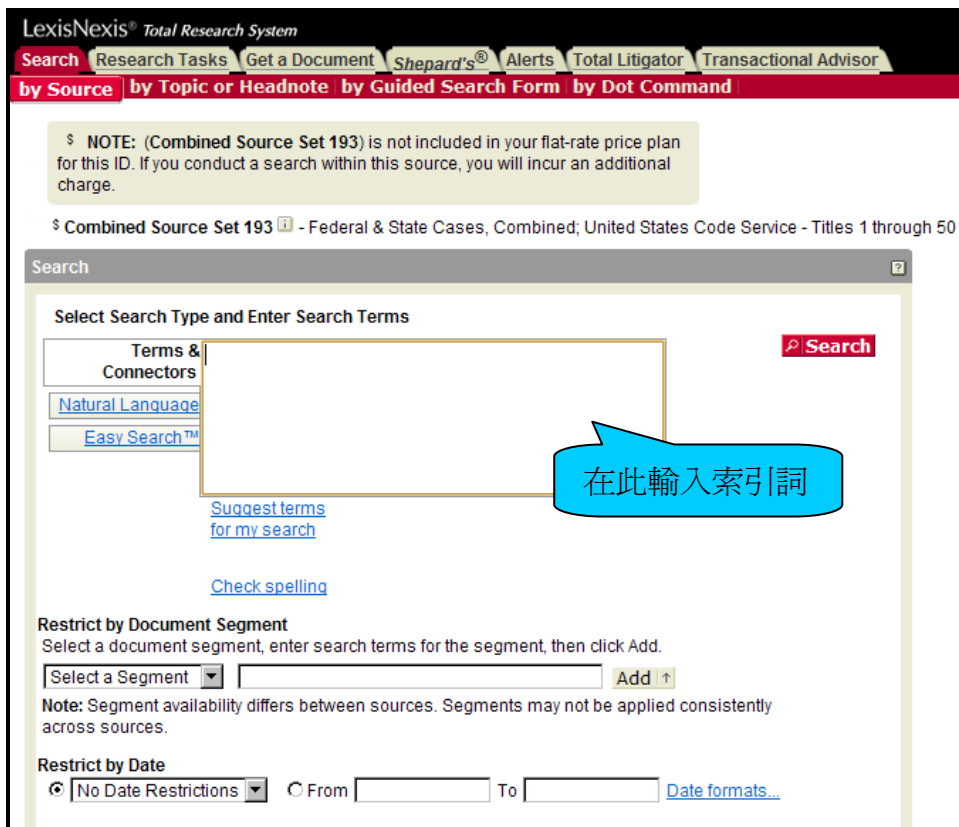 LexisNexis® Total Research System
Search Research Tasks Get a Document Shepard's® Alerts Total Litigator Transactional Advisor
by Source by Topic or Headnote by Guided Search Form by Dot Command
$ NOTE: (Combined Source Set 193) is not included in your flat-rate price plan
for this ID. If you conduct a search within this source, you will incur an additional
charge.
$ Combined Source Set 193 i - Federal & State Cases, Combined; United States Code Service - Titles 1 through 50
Search ?
Select Search Type and Enter Search Terms
Terms &
Connectors
Search
Natural Language
Easy Search™
在此輸入索引詞
Suggest terms
for my search
Check spelling
Restrict by Document Segment
Select a document segment, enter search terms for the segment, then click Add.
Select a Segment Add ↑
Note: Segment availability differs between sources. Segments may not be applied consistently
across sources.
Restrict by Date
No Date Restrictions From To Date formats...